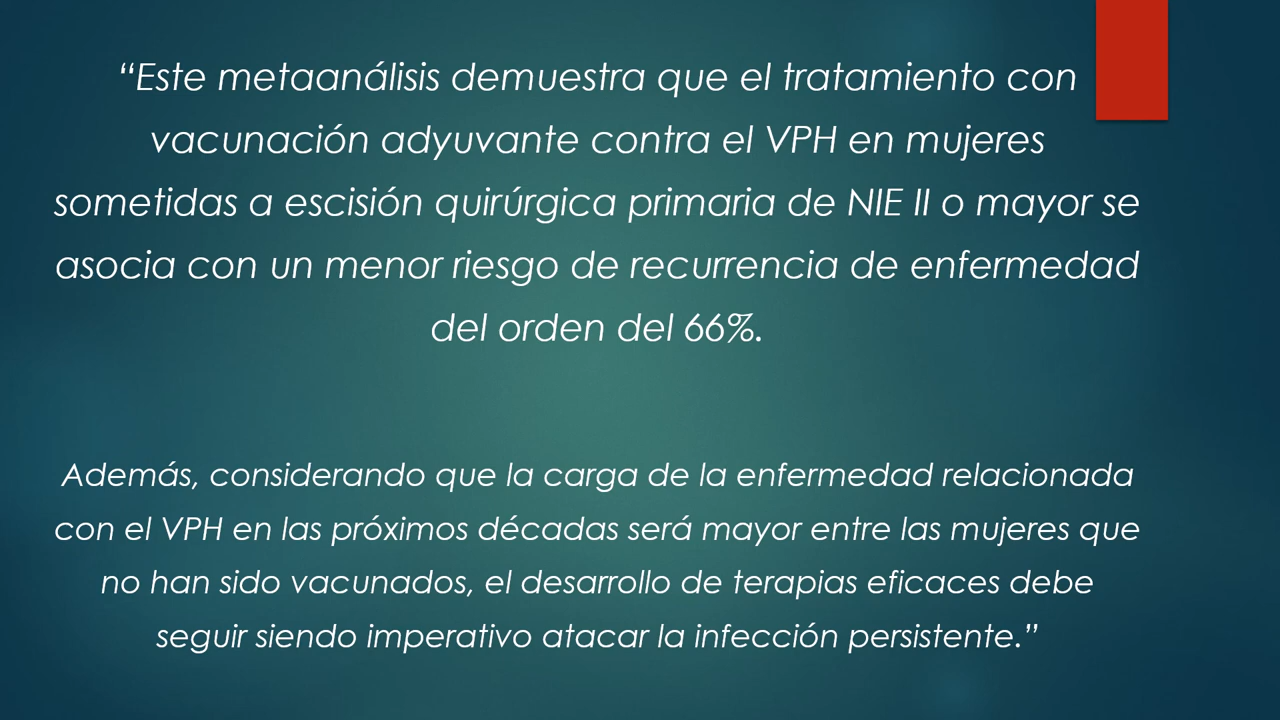 “Este metaanálisis demuestra que el tratamiento con
vacunación adyuvante contra el VPH en mujeres
sometidas a escisión quirúrgica primaria de NIE II o mayor se
asocia con un menor riesgo de recurrencia de enfermedad
del orden del 66%.
Además, considerando que la carga de la enfermedad relacionada
con el VPH en las próximos décadas será mayor entre las mujeres que
no han sido vacunados, el desarrollo de terapias eficaces debe
seguir siendo imperativo atacar la infección persistente.”